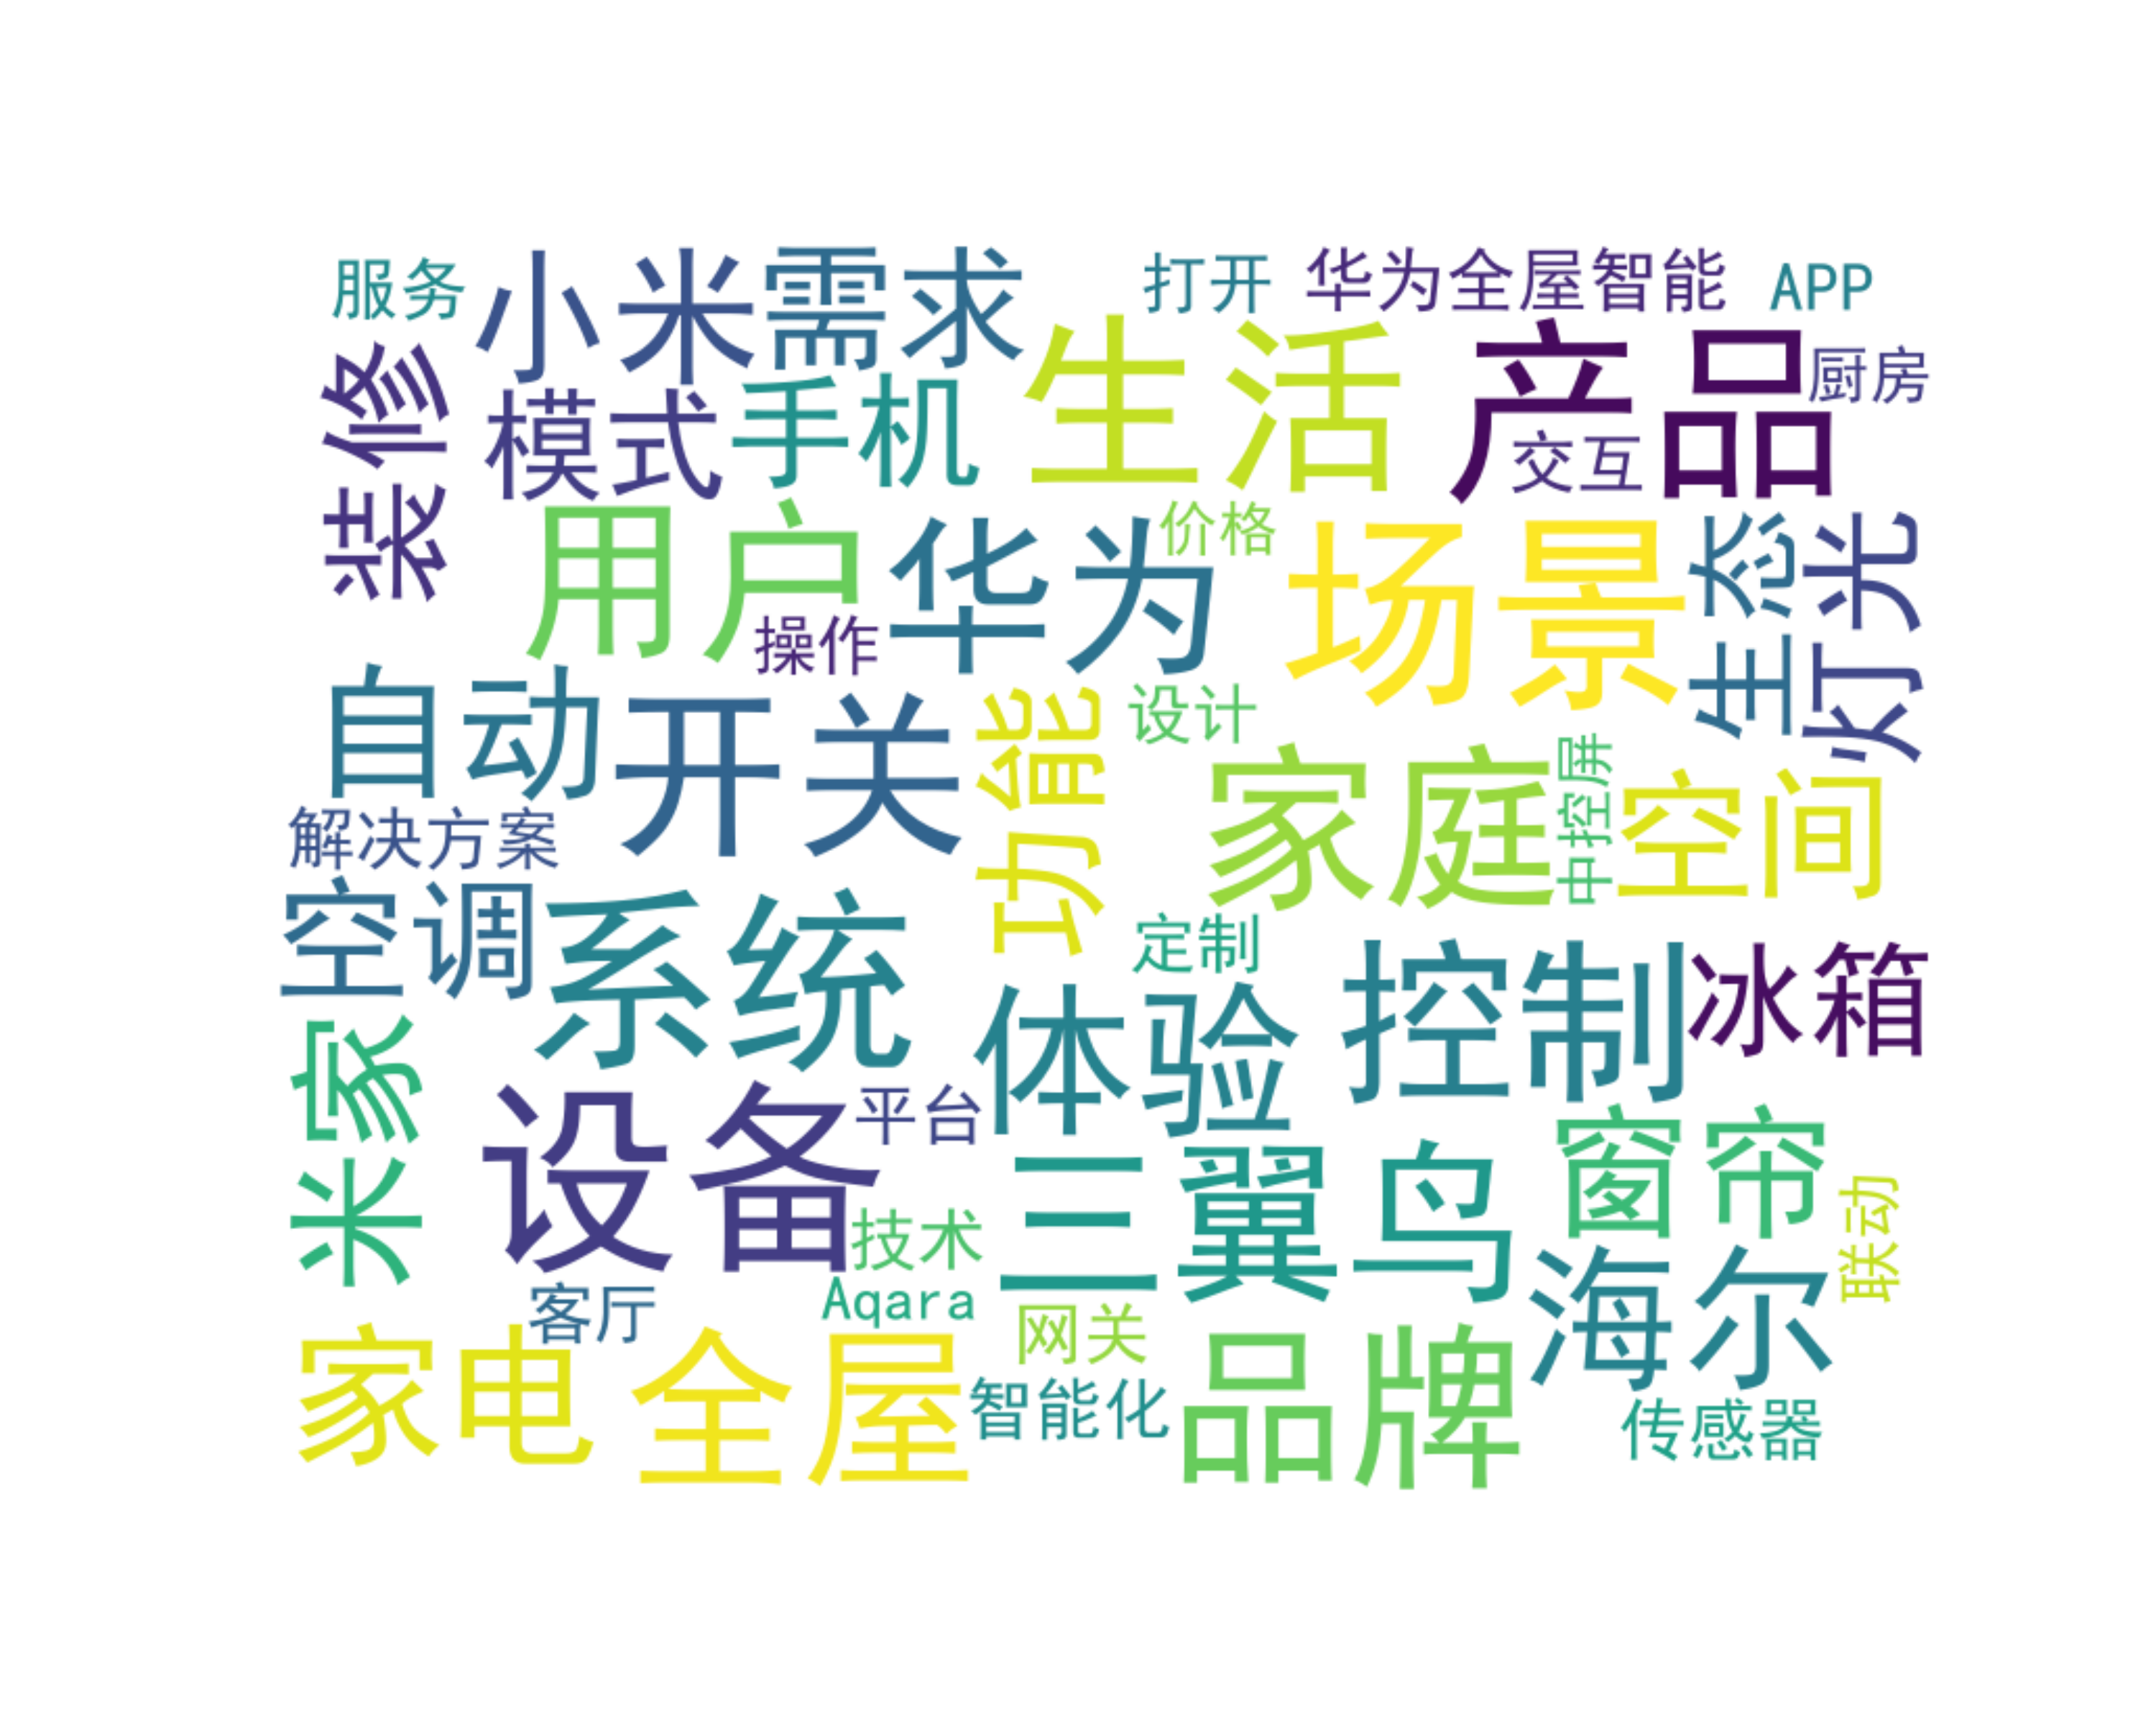 服务
小米
需求
打开
华为全屋智能
APP
装修
模式
手机
生活
产品
厨房
交互
用户
华为
价格
场景
生态
灯光
操作
自动
开关
功能
设计
家庭
中控屏
空间
解决方案
空调
系统
定制
体验
控制
冰箱
米家
设备
平台
三翼鸟
窗帘
联动
技术
海尔
客厅
Aqara
网关
家电
全屋
智能化
品牌
传感器